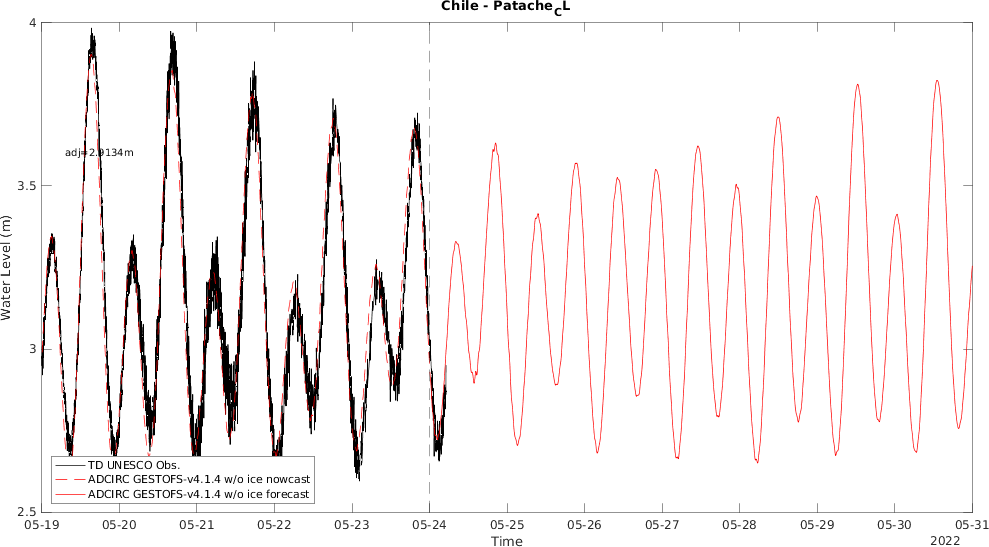 Chile - Patache_CL
4
3.5
3
2.5
Water Level (m)
adj=2.9134m
TD UNESCO Obs.
ADCIRC GESTOFS-v4.1.4 w/o ice nowcast
ADCIRC GESTOFS-v4.1.4 w/o ice forecast
05-19 05-20 05-21 05-22 05-23 05-24 05-25 05-26 05-27 05-28 05-29 05-30 05-31
Time
2022